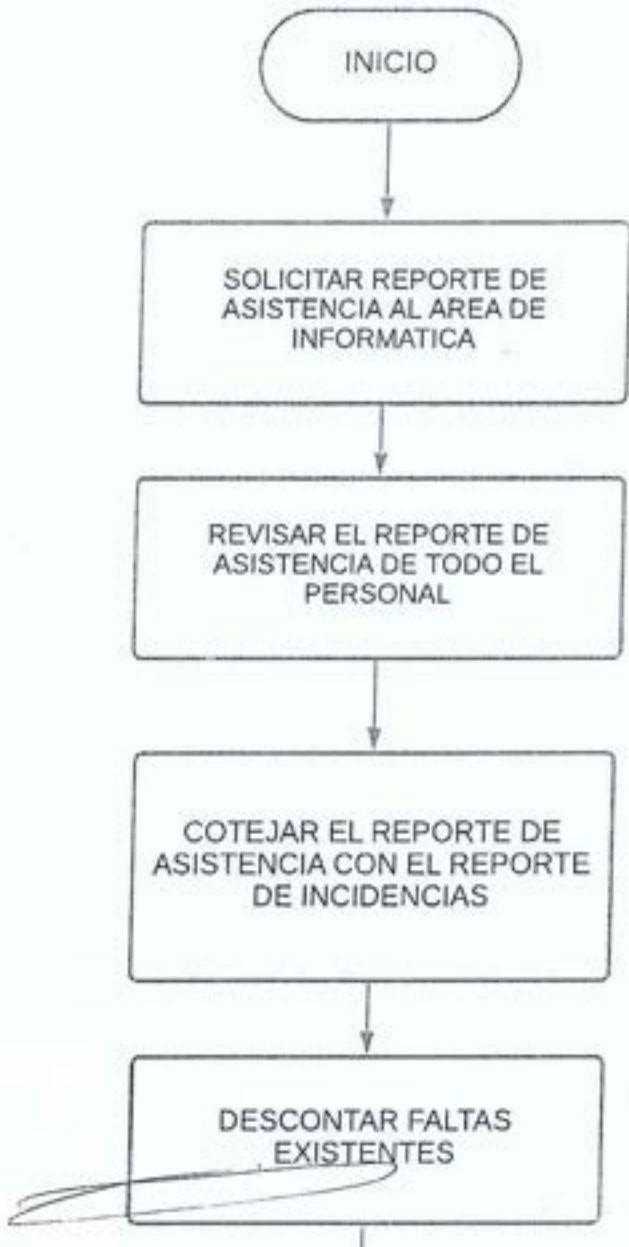 INICIO
SOLICITAR REPORTE DE
ASISTENCIA AL AREA DE
INFORMATICA
REVISAR EL REPORTE DE
ASISTENCIA DE TODO EL
PERSONAL
COTEJAR EL REPORTE DE
ASISTENCIA CON EL REPORTE
DE INCIDENCIAS
DESCONTAR FALTAS
EXISTENTES